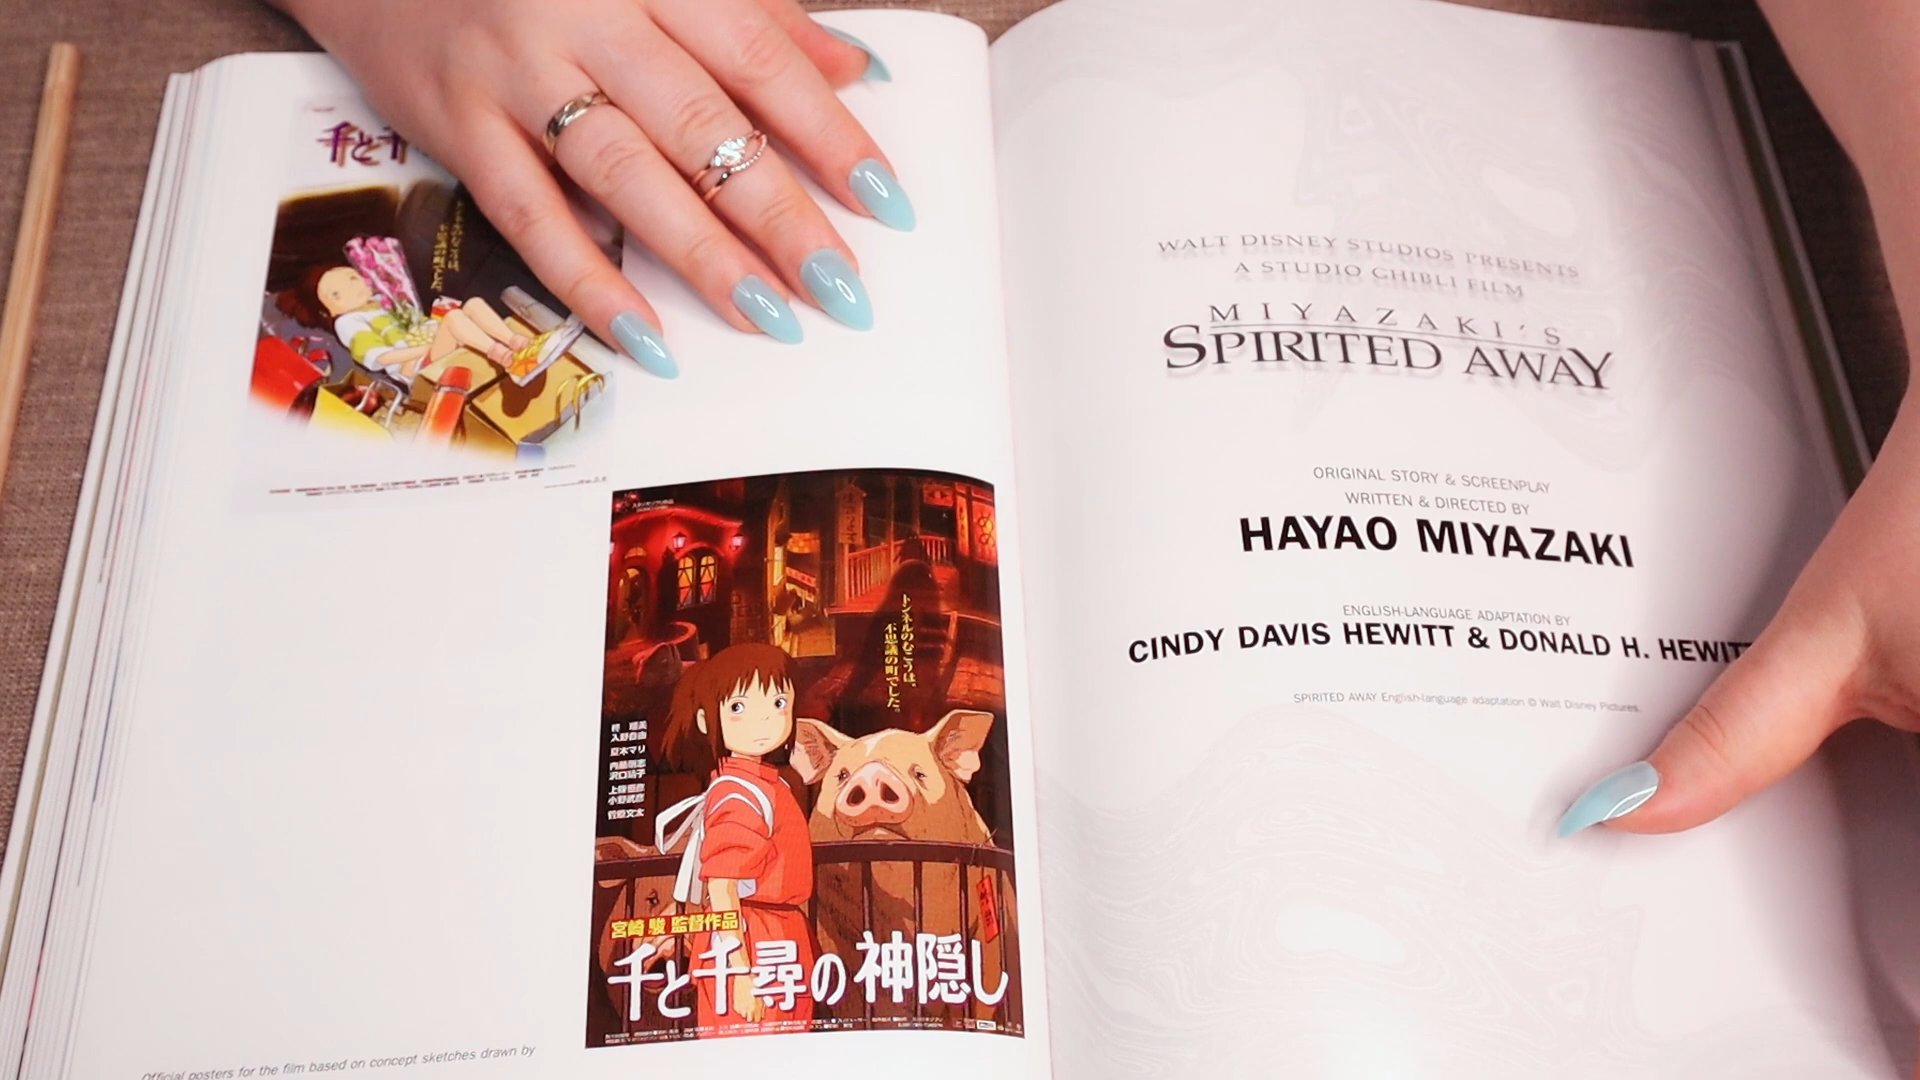 千と千
トンネルのむこうは、
不思議の町でした。
トンネルのむこうは、
不思議の町でした。
柊 瑠美
入野自由
夏木マリ
内藤剛志
沢口靖子
上條恒彦
小野武彦
菅原文太
宮崎 駿 監督作品
千と千尋の神隠し
Official posters for the film based on concept sketches drawn by
WALT DISNEY STUDIOS PRESENTS
A STUDIO GHIBLI FILM
MIYAZAKI'S
SPIRITED AWAY
ORIGINAL STORY & SCREENPLAY
WRITTEN & DIRECTED BY
HAYAO MIYAZAKI
ENGLISH-LANGUAGE ADAPTATION BY
CINDY DAVIS HEWITT & DONALD H. HEWITT
SPIRITED AWAY English-language adaptation © Walt Disney Pictures.